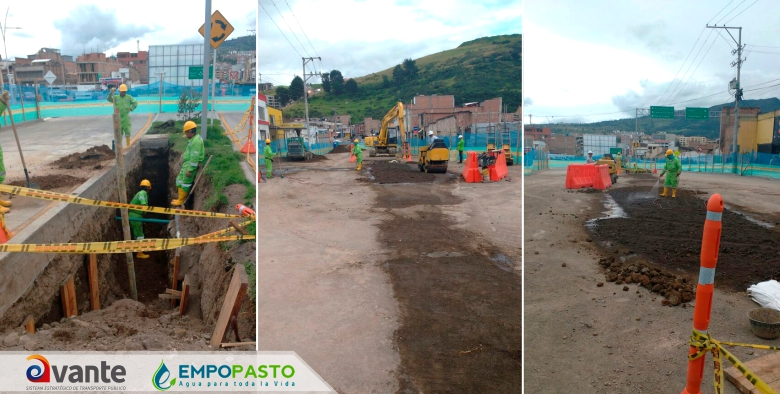 avante
SISTEMA ESTRATÉGICO DE TRANSPORTE PÚBLICO
EMPOPASTO
Agua para toda la Vida